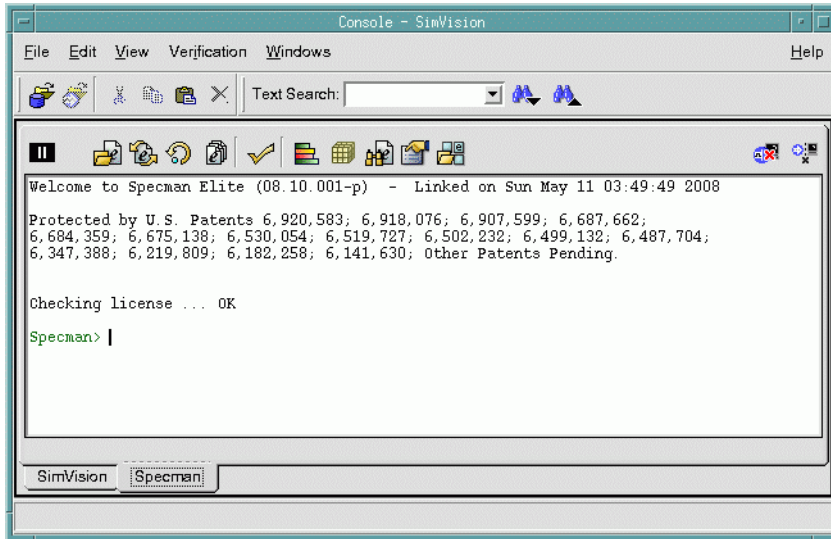 Console - SimVision
File Edit View Verification Windows Help
Text Search:
Welcome to Specman Elite (08.10.001-p) - Linked on Sun May 11 03:49:49 2008
Protected by U.S. Patents 6,920,583; 6,918,076; 6,907,599; 6,687,662;
6,684,359; 6,675,138; 6,530,054; 6,519,727; 6,502,232; 6,499,132; 6,487,704;
6,347,388; 6,219,809; 6,182,258; 6,141,630; Other Patents Pending.
Checking license ... OK
Specman>
SimVision Specman